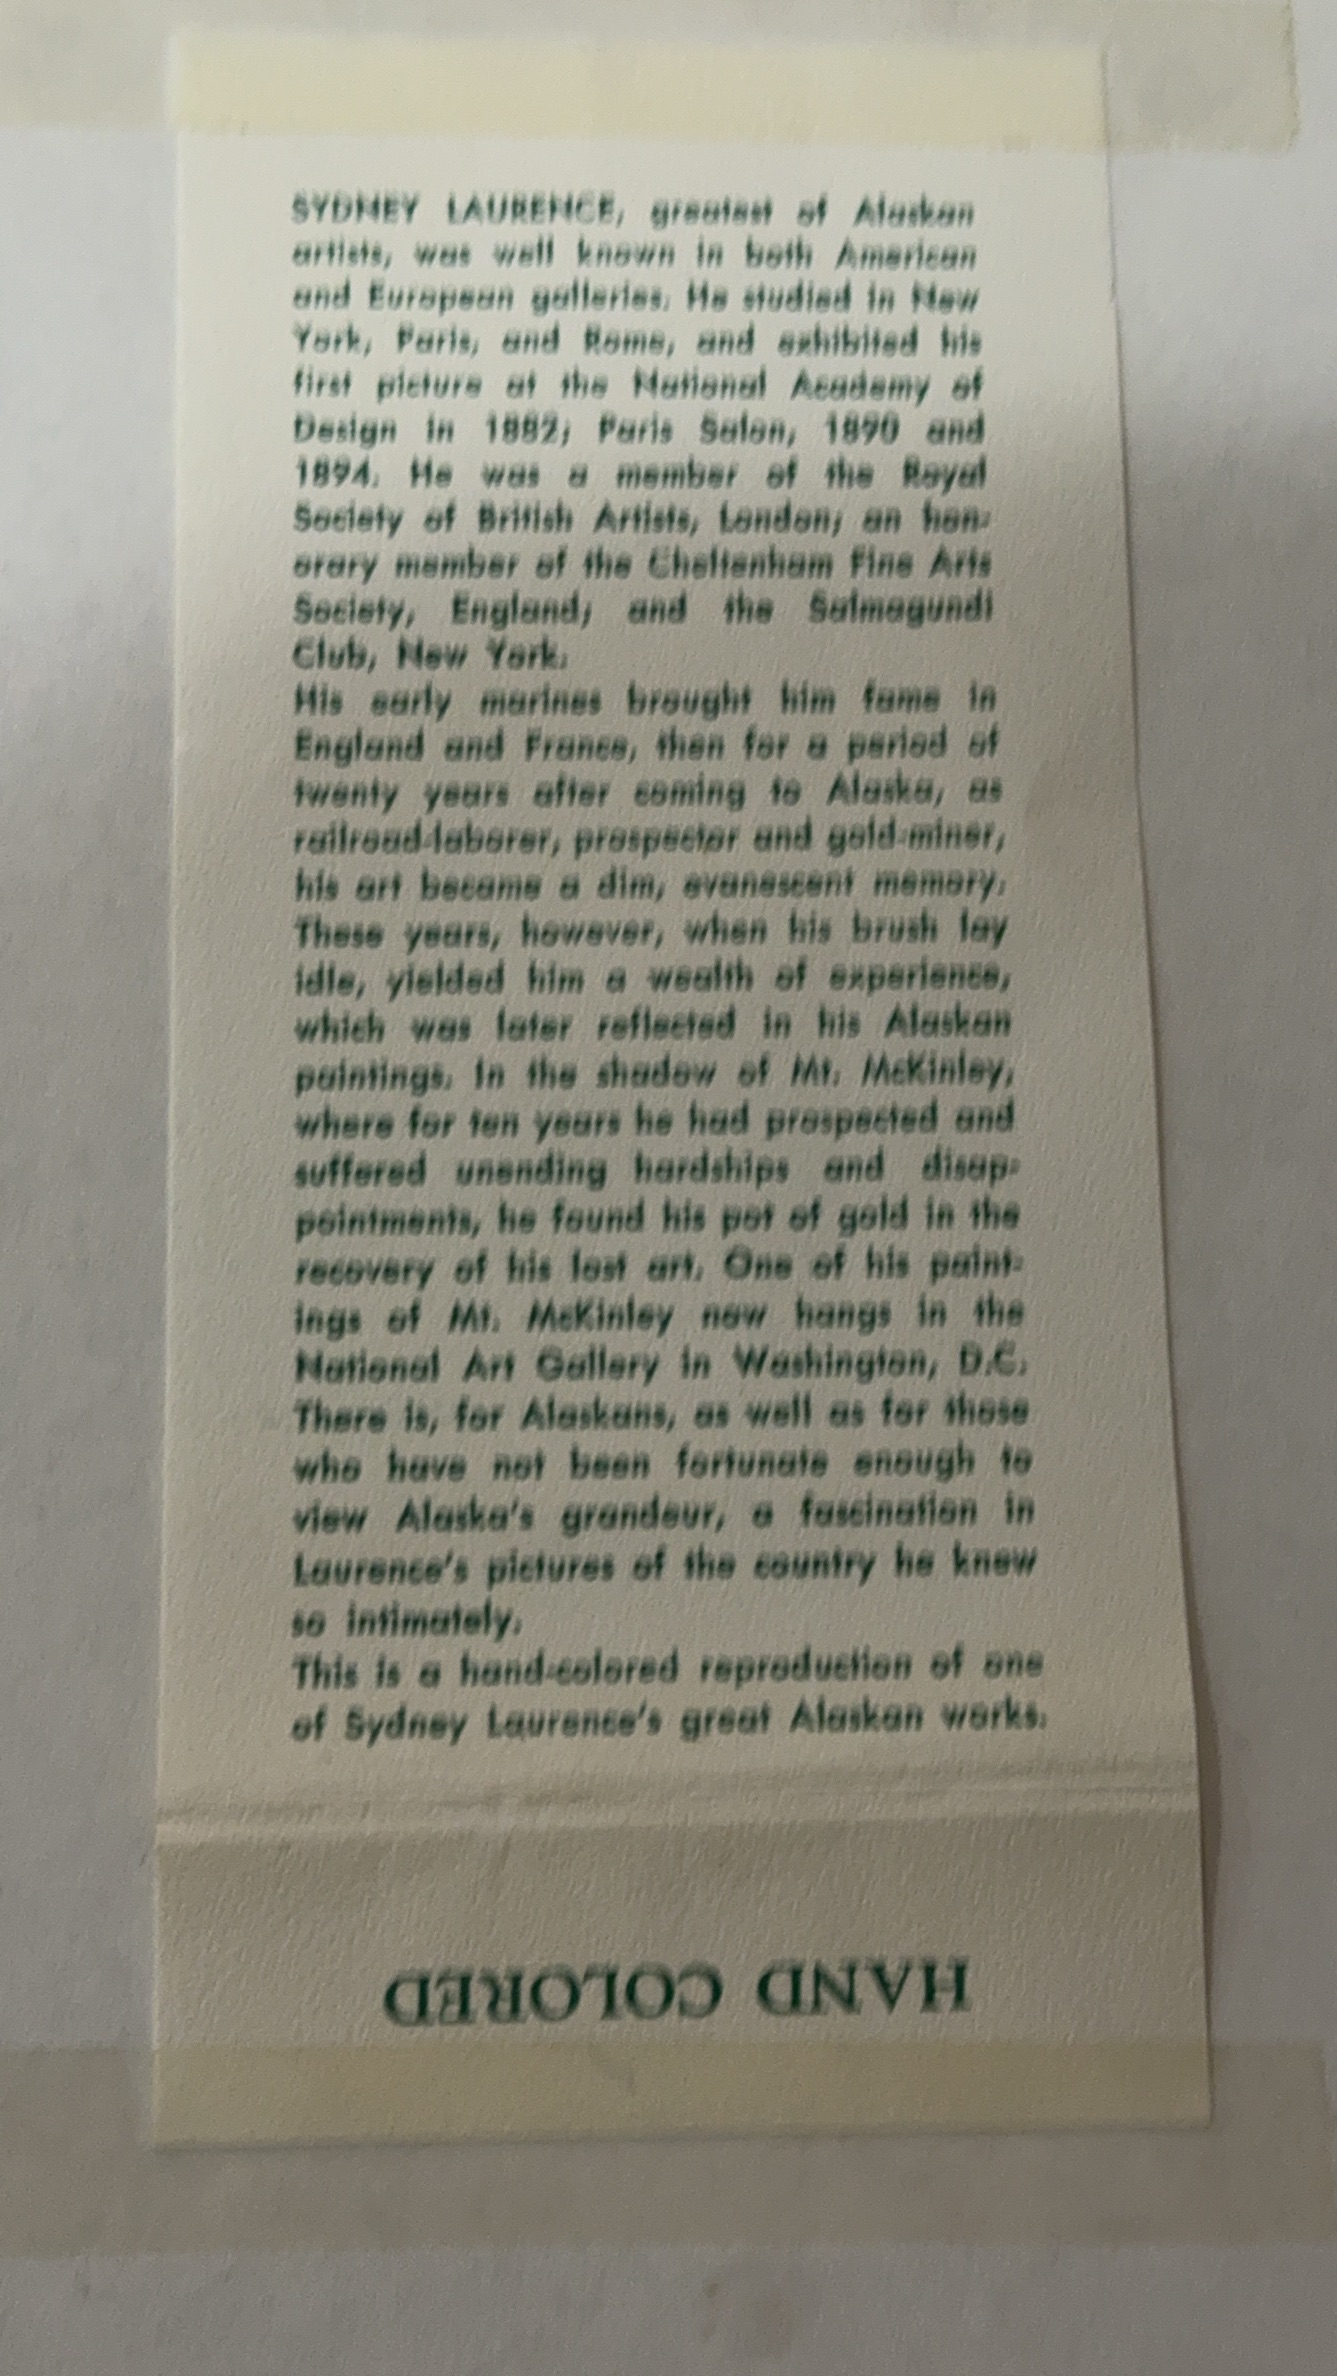 SYDNEY LAURENCE, greatest of Alaskan
artists, was well known in both American
and European galleries. He studied in New
York, Paris, and Rome, and exhibited his
first picture at the National Academy of
Design in 1882; Paris Salon, 1890 and
1894. He was a member of the Royal
Society of British Artists, London; an hon-
orary member of the Cheltenham Fine Arts
Society, England; and the Salmagundi
Club, New York.
His early marines brought him fame in
England and France, then for a period of
twenty years after coming to Alaska, as
railroad-laborer, prospector and gold-miner,
his art became a dim, evanescent memory.
These years, however, when his brush lay
idle, yielded him a wealth of experience,
which was later reflected in his Alaskan
paintings. In the shadow of Mt. McKinley,
where for ten years he had prospected and
suffered unending hardships and disap-
pointments, he found his pot of gold in the
recovery of his lost art. One of his paint-
ings of Mt. McKinley now hangs in the
National Art Gallery in Washington, D.C.
There is, for Alaskans, as well as for those
who have not been fortunate enough to
view Alaska's grandeur, a fascination in
Laurence's pictures of the country he knew
so intimately.
This is a hand-colored reproduction of one
of Sydney Laurence's great Alaskan works.
HAND COLORED